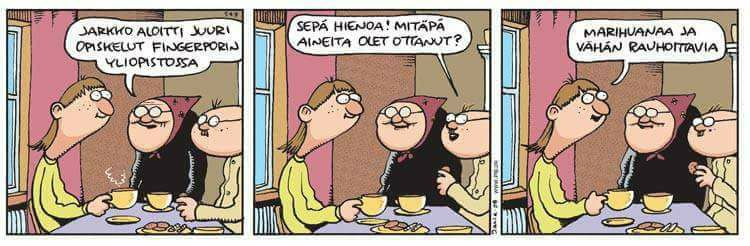 JARKKO ALOITTI JUURI
OPISKELUT FINGERPORIN
YLIOPISTOSSA
SEPÄ HIENOA! MITÄPÄ
AINEITA OLET OTTANUT?
MARIHUANAA JA
VÄHÄN RAUHOITTAVIA